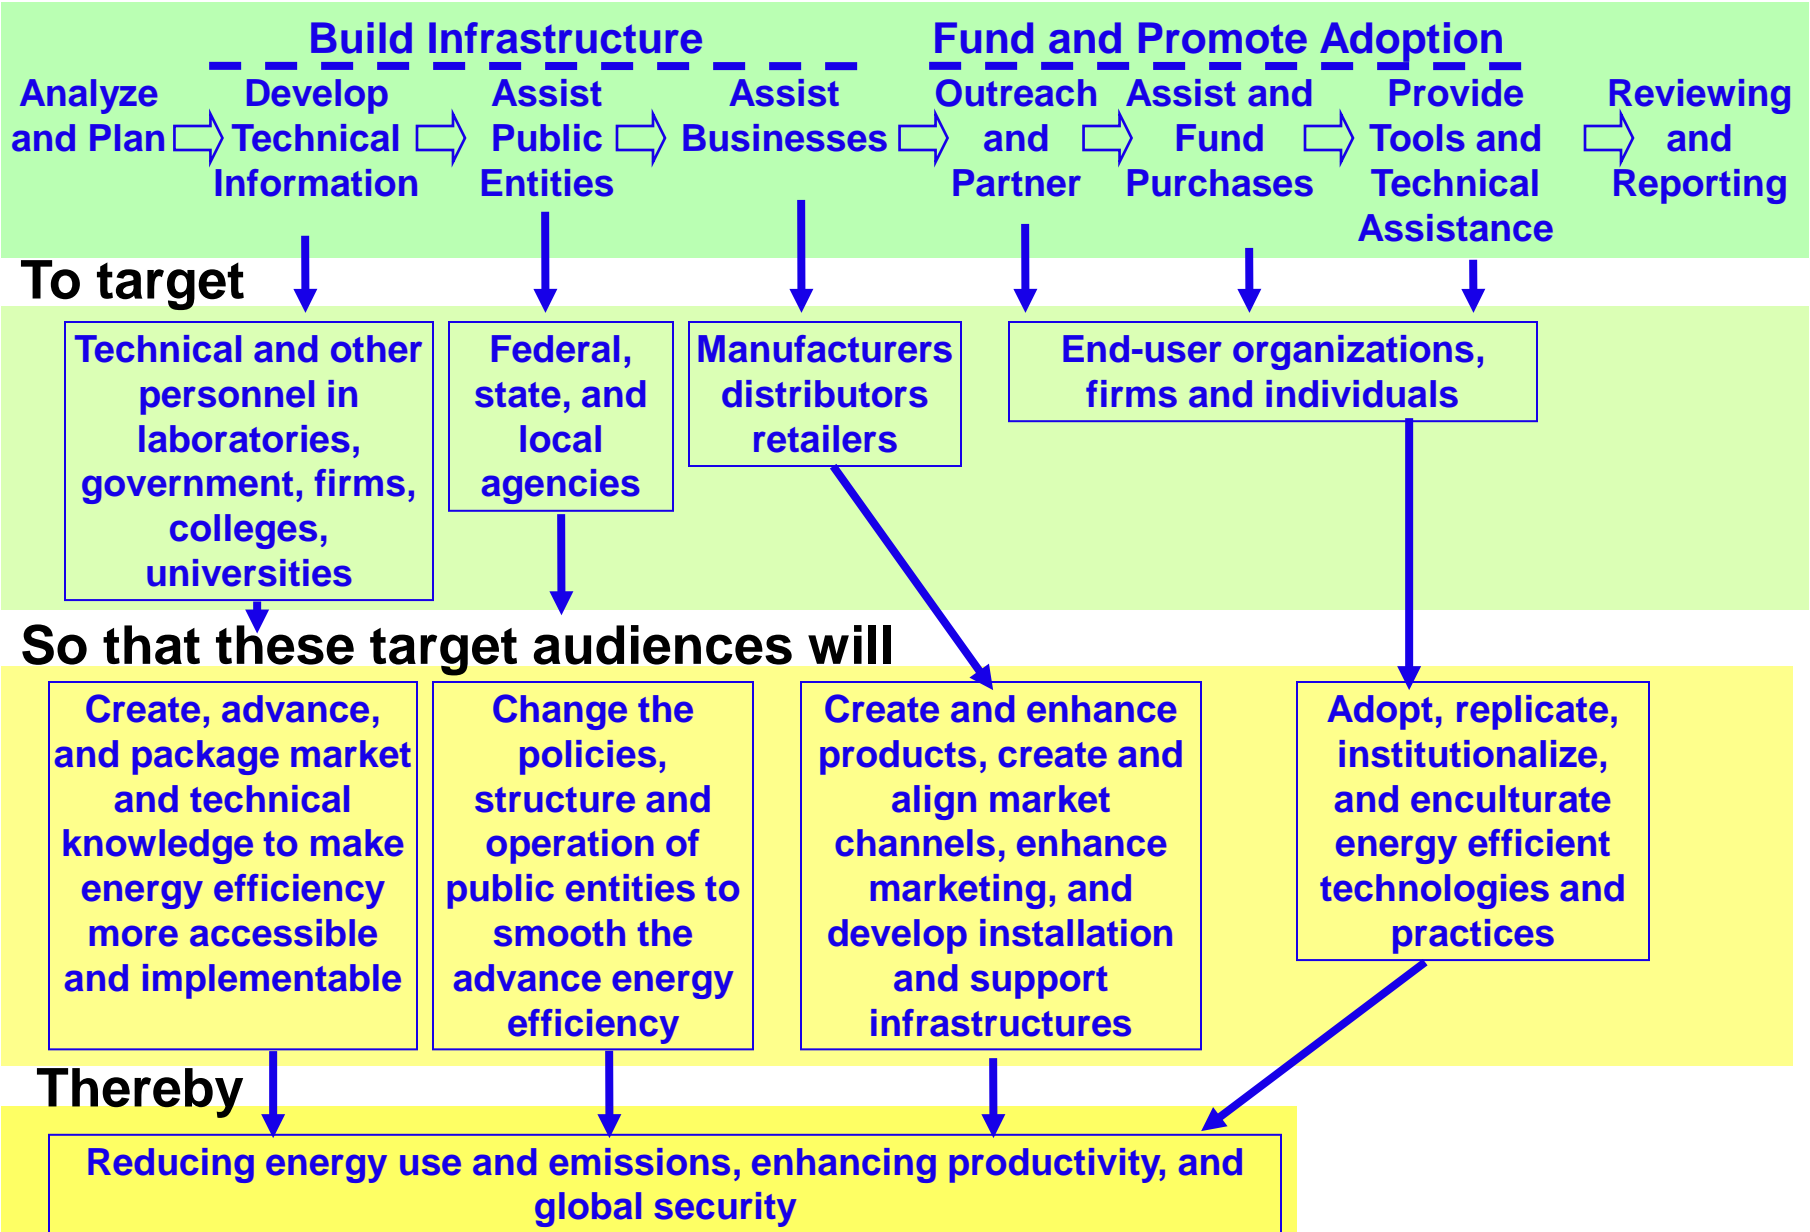 Build Infrastructure
Fund and Promote Adoption
Analyze
and Plan
Develop
Technical
Information
Assist
Public
Entities
Assist
Businesses
Outreach
and
Partner
Assist and
Fund
Purchases
Provide
Tools and
Technical
Assistance
Reviewing
and
Reporting
To target
Technical and other
personnel in
laboratories,
government, firms,
colleges,
universities
Federal,
state, and
local
agencies
Manufacturers
distributors
retailers
End-user organizations,
firms and individuals
So that these target audiences will
Create, advance,
and package market
and technical
knowledge to make
energy efficiency
more accessible
and implementable
Change the
policies,
structure and
operation of
public entities to
smooth the
advance energy
efficiency
Create and enhance
products, create and
align market
channels, enhance
marketing, and
develop installation
and support
infrastructures
Adopt, replicate,
institutionalize,
and enculturate
energy efficient
technologies and
practices
Thereby
Reducing energy use and emissions, enhancing productivity, and
global security